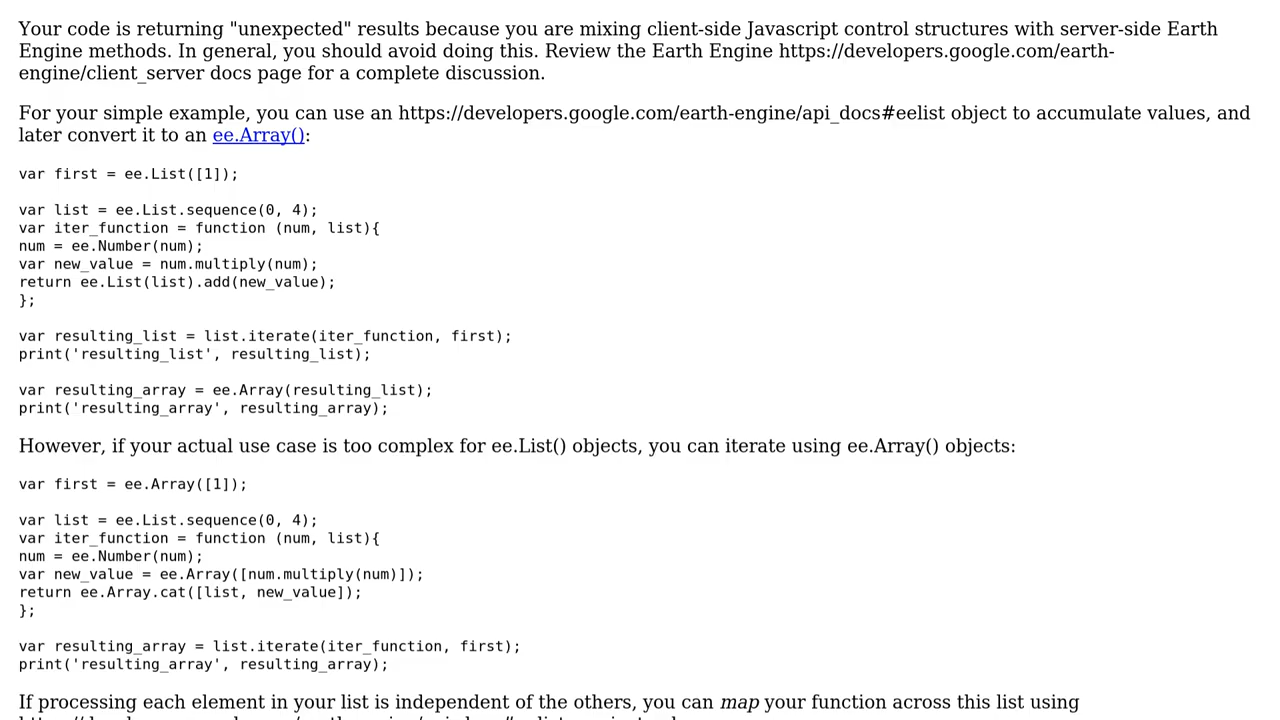 Your code is returning "unexpected" results because you are mixing client-side Javascript control structures with server-side Earth
Engine methods. In general, you should avoid doing this. Review the Earth Engine https://developers.google.com/earth-
engine/client_server docs page for a complete discussion.
For your simple example, you can use an https://developers.google.com/earth-engine/api_docs#eelist object to accumulate values, and
later convert it to an ee.Array():
var first = ee.List([1]);
var list = ee.List.sequence(0, 4);
var iter_function = function (num, list){
num = ee.Number(num);
var new_value = num.multiply(num);
return ee.List(list).add(new_value);
};
var resulting_list = list.iterate(iter_function, first);
print('resulting_list', resulting_list);
var resulting_array = ee.Array(resulting_list);
print('resulting_array', resulting_array);
However, if your actual use case is too complex for ee.List() objects, you can iterate using ee.Array() objects:
var first = ee.Array([1]);
var list = ee.List.sequence(0, 4);
var iter_function = function (num, list){
num = ee.Number(num);
var new_value = ee.Array([num.multiply(num)]);
return ee.Array.cat([list, new_value]);
};
var resulting_array = list.iterate(iter_function, first);
print('resulting_array', resulting_array);
If processing each element in your list is independent of the others, you can map your function across this list using